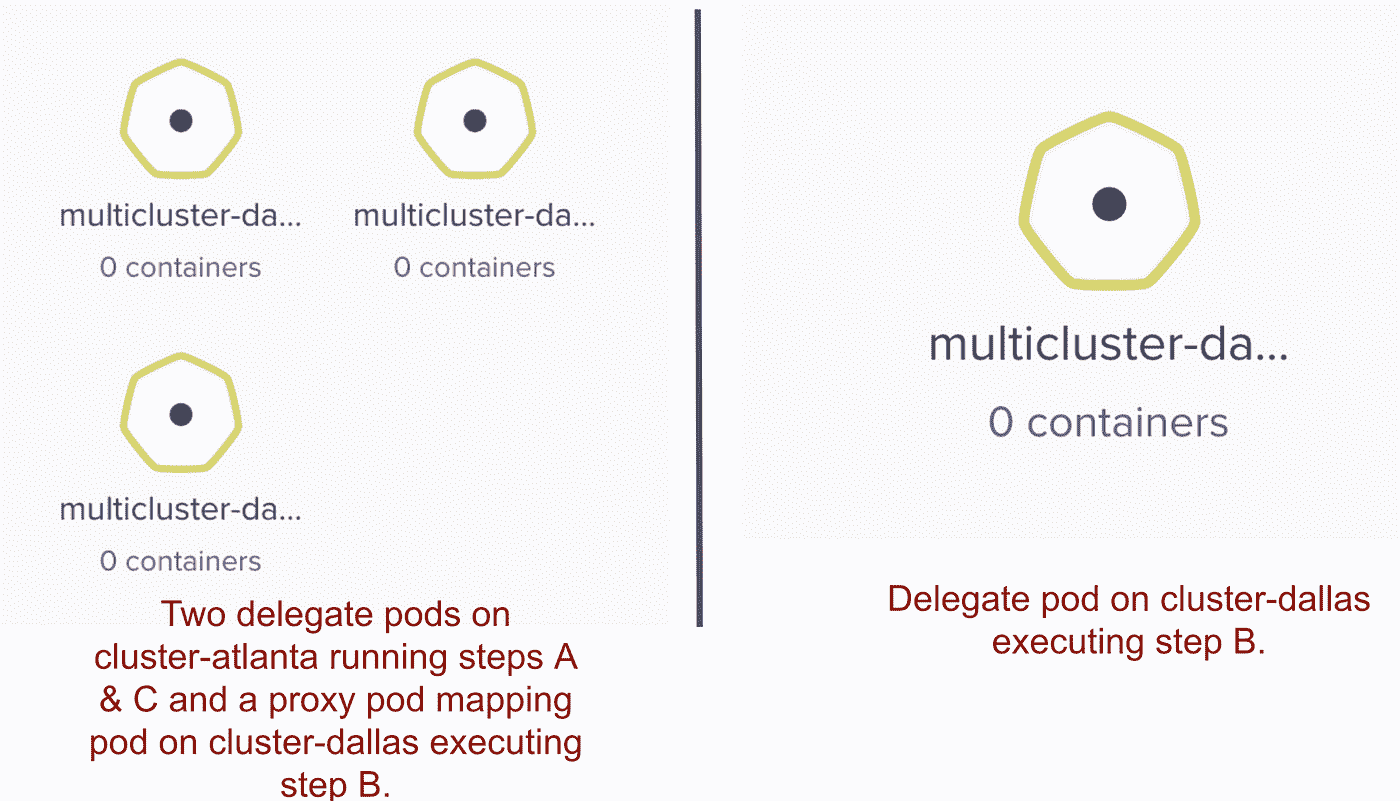 multicluster-da...
multicluster-da...
0 containers
0 containers
multicluster-da...
0 containers
Two delegate pods on
cluster-atlanta running steps A
& C and a proxy pod mapping
pod on cluster-dallas executing
step B.
multicluster-da...
0 containers
Delegate pod on cluster-dallas
executing step B.